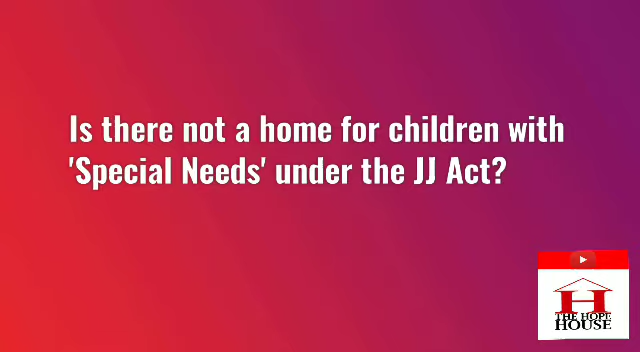 Is there not a home for children with
'Special Needs' under the JJ Act?
H
THE HOPE
HOUSE